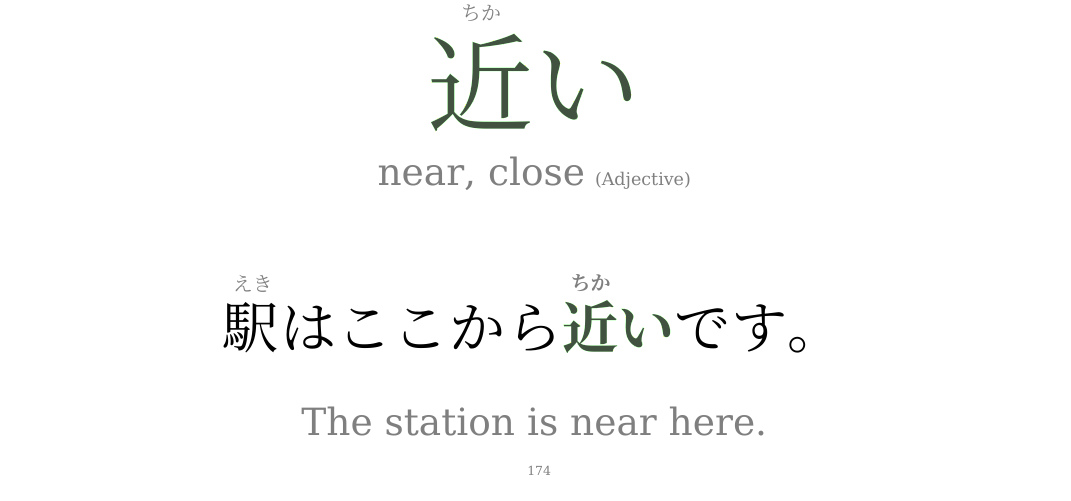 ちか
近い
near, close (Adjective)
えき ちか
駅はここから近いです。
The station is near here.
174